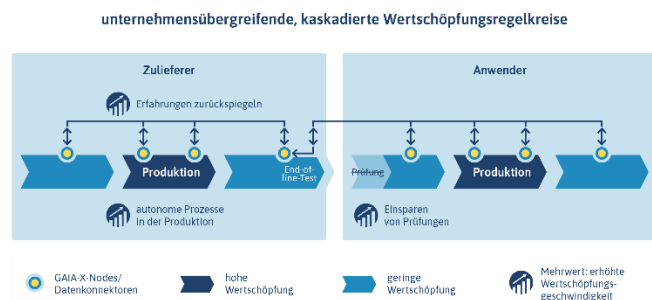 unternehmensübergreifende, kaskadierte Wertschöpfungsregelkreise
Zulieferer
Anwender
Erfahrungen zurückspiegeln
Produktion
End-of-
line-Test
Prüfung
Produktion
autonome Prozesse
in der Produktion
Einsparen
von Prüfungen
GAIA-X-Nodes/
Datenkonnektoren
hohe
Wertschöpfung
geringe
Wertschöpfung
Mehrwert: erhöhte
Wertschöpfungs-
geschwindigkeit